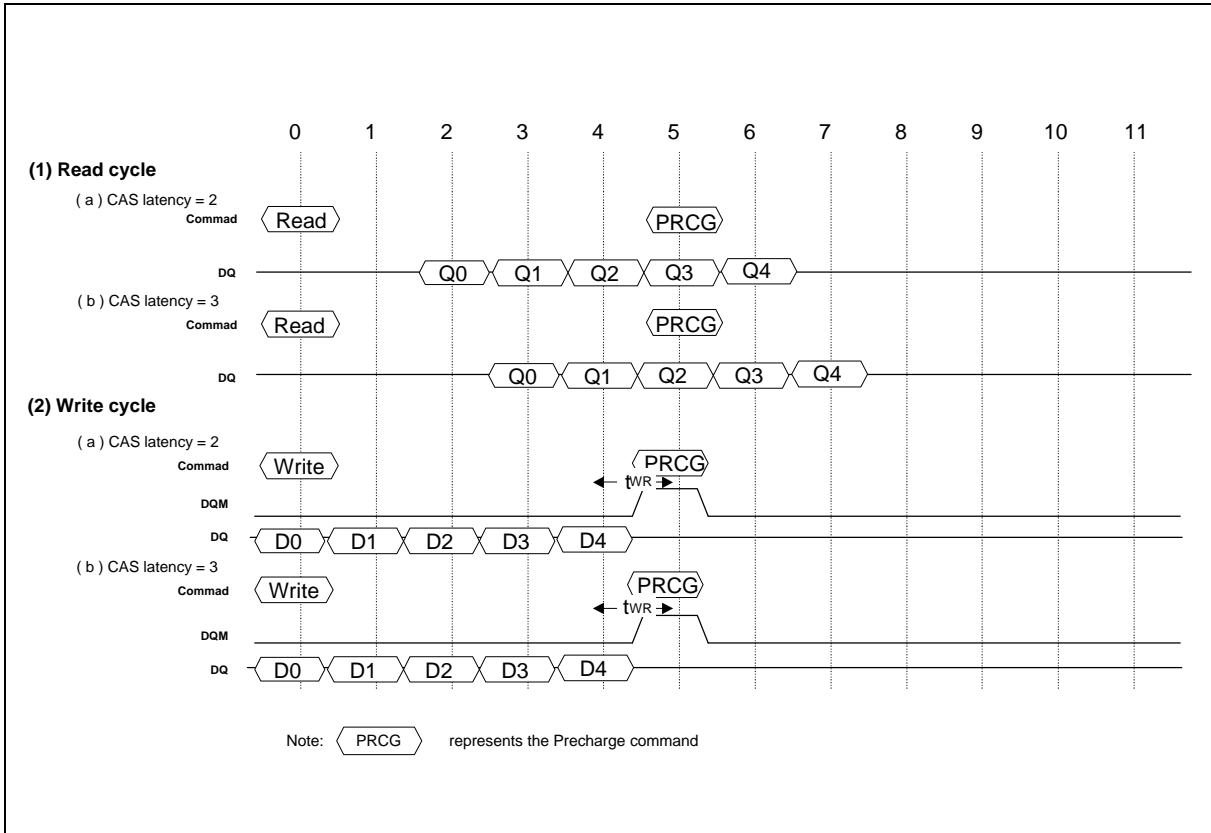 0 1 2 3 4 5 6 7 8 9 10 11
(1) Read cycle
( a ) CAS latency = 2
Commad Read PRCG
DQ Q0 Q1 Q2 Q3 Q4
( b ) CAS latency = 3
Commad Read PRCG
DQ Q0 Q1 Q2 Q3 Q4
(2) Write cycle
( a ) CAS latency = 2
Commad Write PRCG
tWR
DQM
DQ D0 D1 D2 D3 D4
( b ) CAS latency = 3
Commad Write PRCG
tWR
DQM
DQ D0 D1 D2 D3 D4
Note: PRCG represents the Precharge command